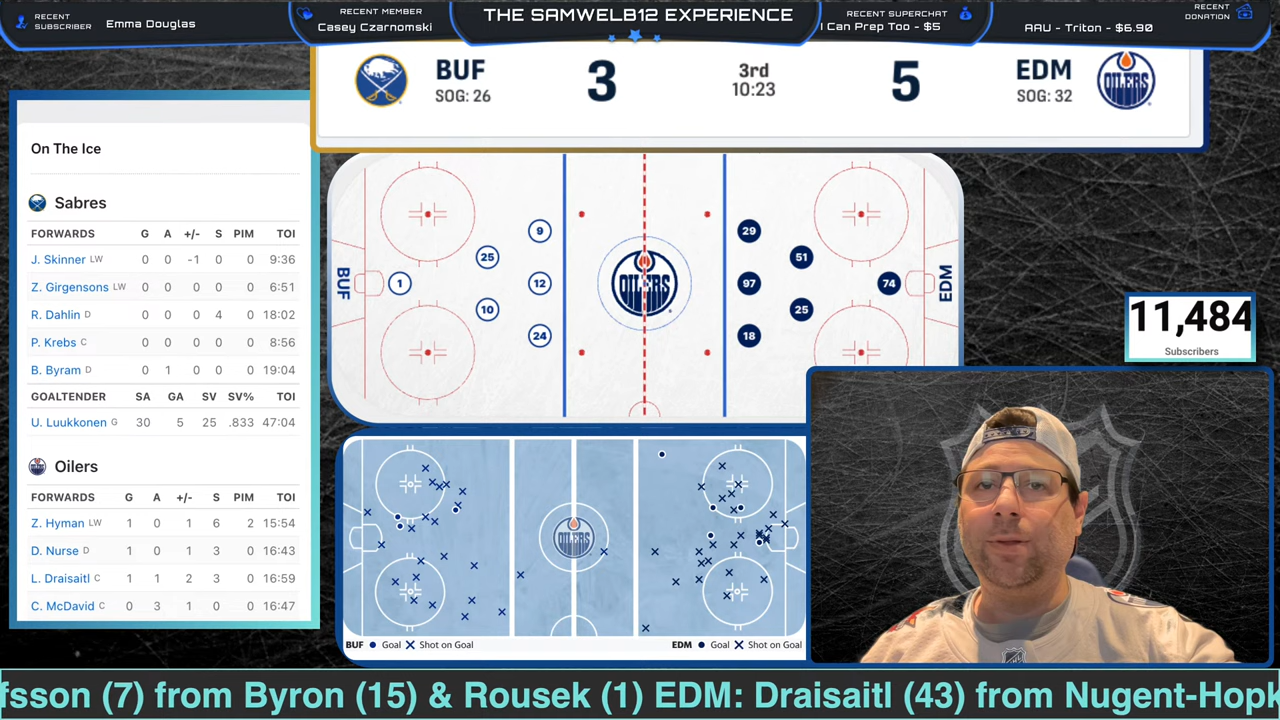 RECENT SUBSCRIBER
Emma Douglas
RECENT MEMBER
Casey Czarnomski
THE SAMWELB12 EXPERIENCE
RECENT SUPERCHAT
I Can Prep Too - $5
RECENT DONATION
AAU - Triton - $6.90
BUF
SOG: 26
3
3rd
10:23
5
EDM
SOG: 32
OILERS
On The Ice
Sabres
FORWARDS G A +/- S PIM TOI
J. Skinner LW 0 0 -1 0 0 9:36
Z. Girgensons LW 0 0 0 0 0 6:51
R. Dahlin D 0 0 0 4 0 18:02
P. Krebs C 0 0 0 0 0 8:56
B. Byram D 0 1 0 0 0 19:04
GOALTENDER SA GA SV SV% TOI
U. Luukkonen G 30 5 25 .833 47:04
Oilers
FORWARDS G A +/- S PIM TOI
Z. Hyman LW 1 0 1 6 2 15:54
D. Nurse D 1 0 1 3 0 16:43
L. Draisaitl C 1 1 2 3 0 16:59
C. McDavid C 0 3 1 0 0 16:47
BUF
1
25
10
9
12
24
OILERS
29
97
18
51
25
74
EDM
11,484
Subscribers
OILERS
BUF Goal Shot on Goal
EDM Goal Shot on Goal
fsson (7) from Byron (15) & Rousek (1) EDM: Draisaitl (43) from Nugent-Hopk